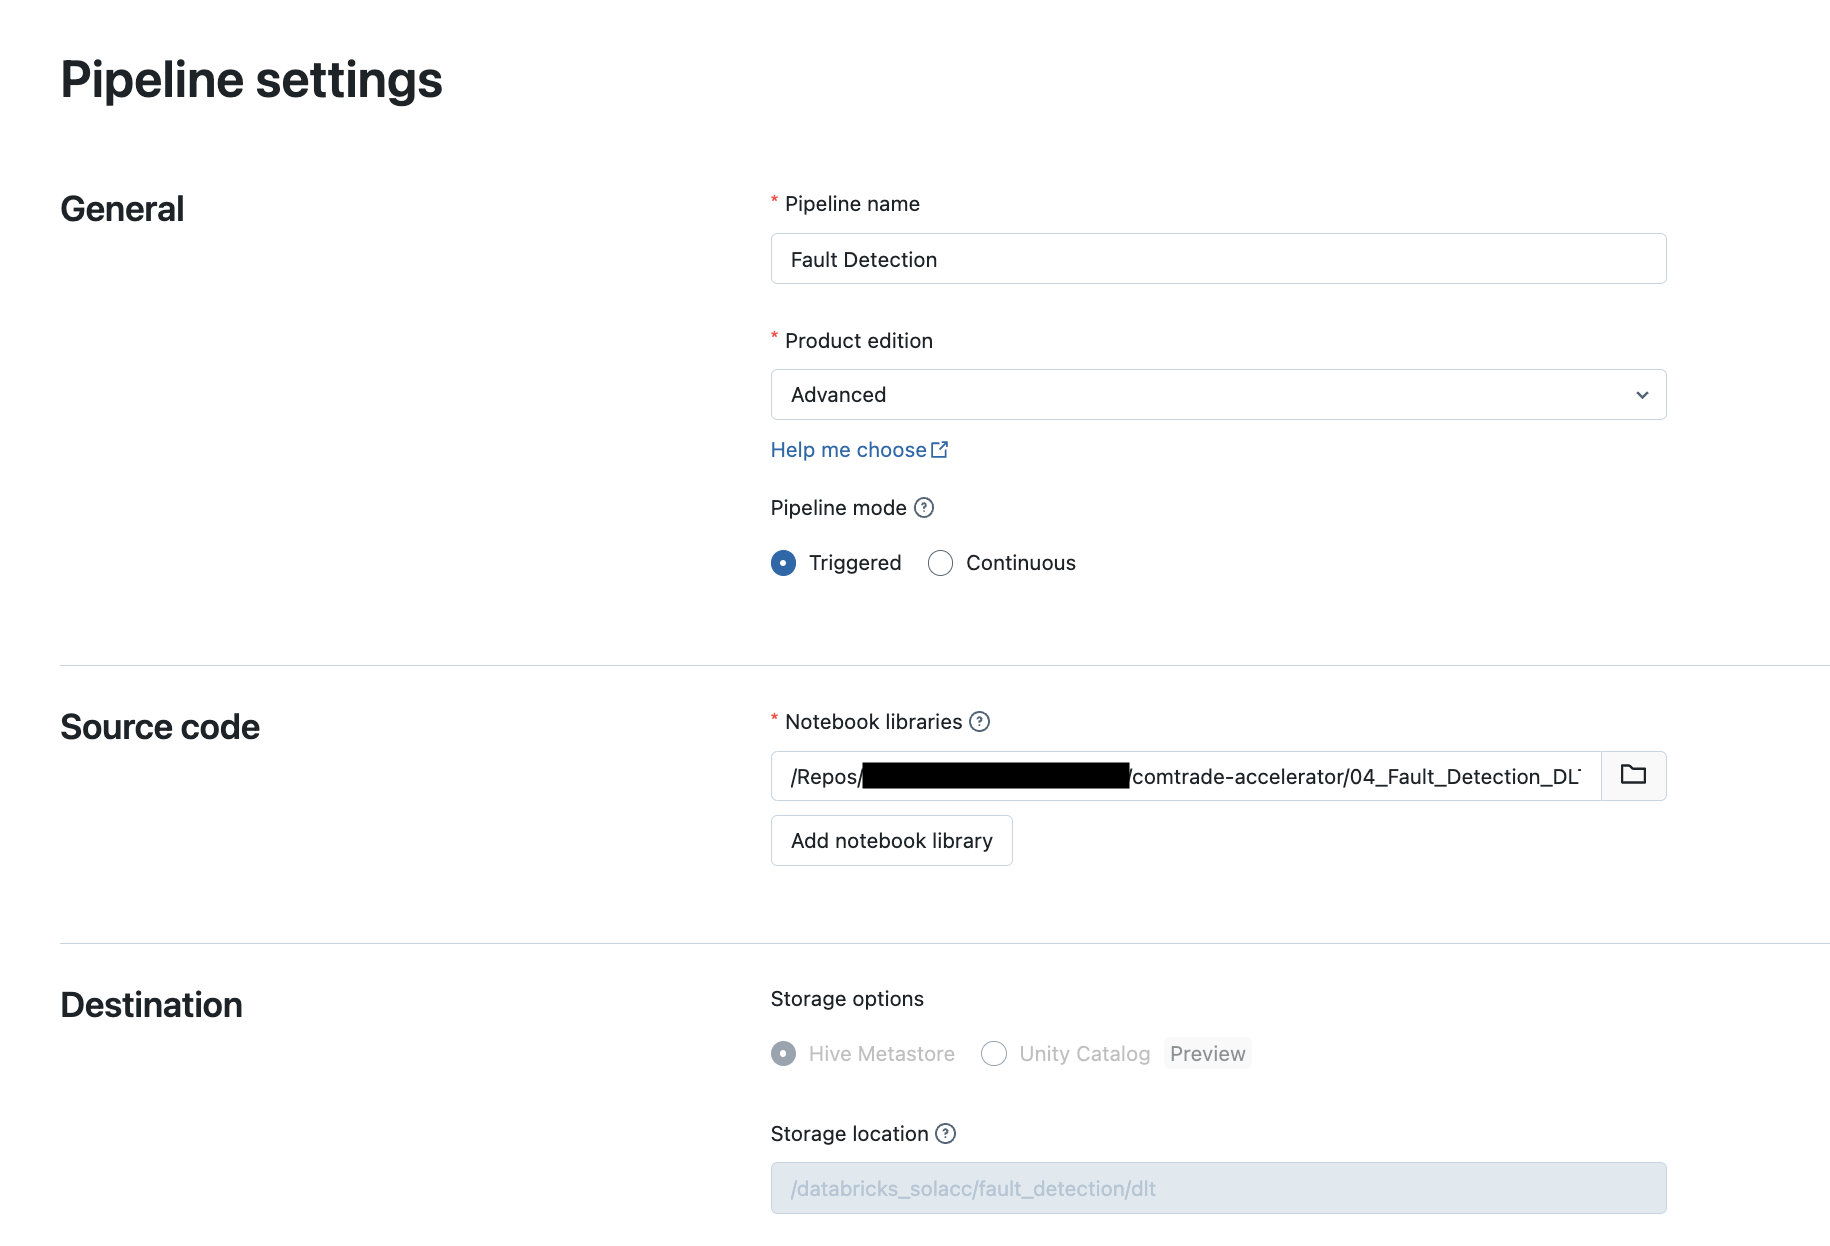 Pipeline settings
General
* Pipeline name
Fault Detection
* Product edition
Advanced
Help me choose
Pipeline mode ?
Triggered Continuous
Source code
* Notebook libraries ?
/Repos/ /comtrade-accelerator/04_Fault_Detection_DL
Add notebook library
Destination
Storage options
Hive Metastore Unity Catalog Preview
Storage location ?
/databricks_solacc/fault_detection/dlt